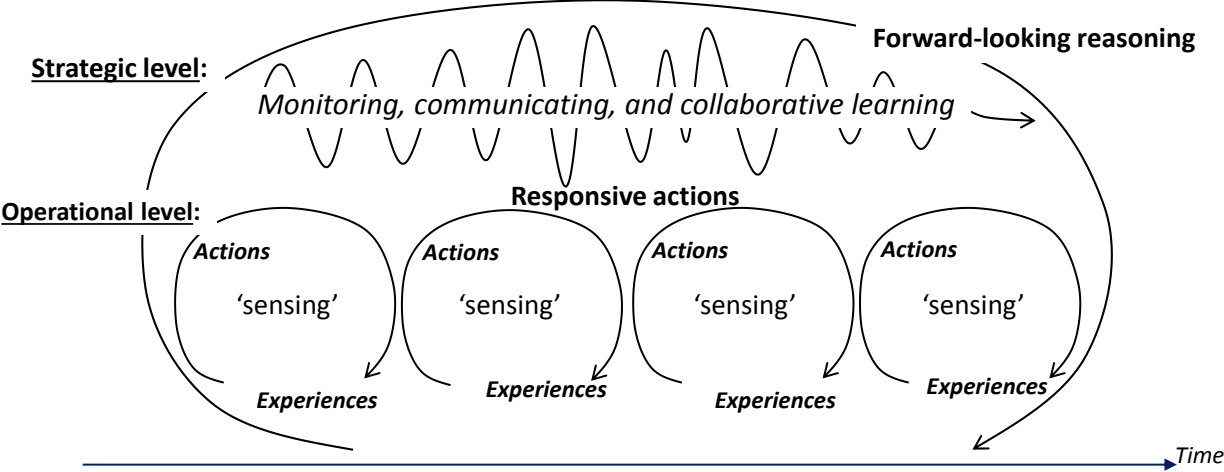 Forward-looking reasoning
Strategic level:
Monitoring, communicating, and collaborative learning
Responsive actions
Operational level:
Actions
Actions
Actions
Actions
‘sensing’
‘sensing’
‘sensing’
‘sensing’
Experiences
Experiences
Experiences
Experiences
Time